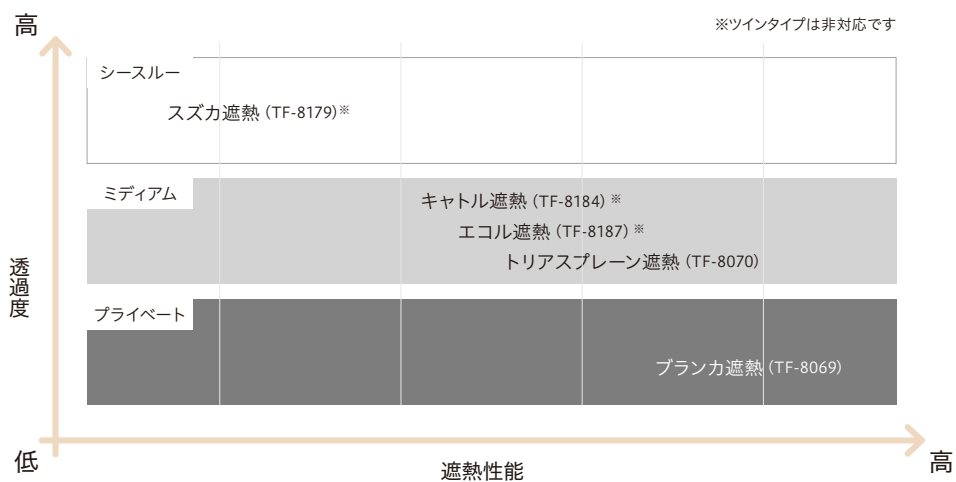 高
※ツインタイプは非対応です
シースルー
スズカ遮熱 (TF-8179)※
ミディアム
キャトル遮熱 (TF-8184) ※
エコル遮熱 (TF-8187) ※
トリアスプレーン遮熱 (TF-8070)
透過度
プライベート
ブランカ遮熱 (TF-8069)
低
遮熱性能
高